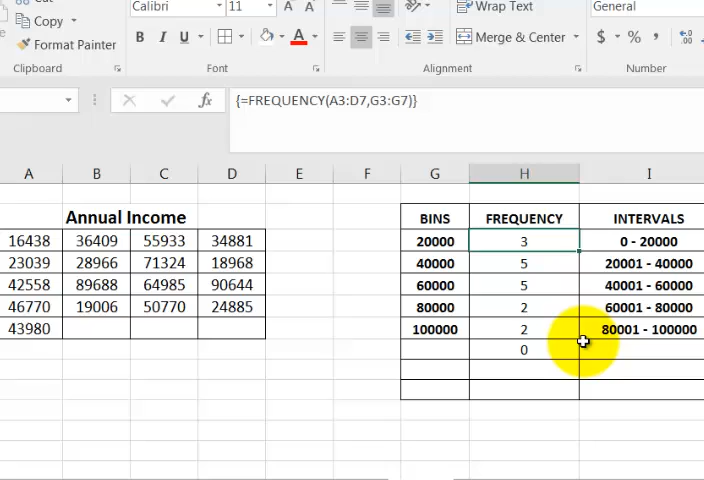 Cut
Calibri 11 A A
Wrap Text
General
Copy
Format Painter
B I U A
Merge & Center
$ % , .00
Clipboard
Font
Alignment
Number
fx {=FREQUENCY(A3:D7,G3:G7)}
A B C D E F G H I
Annual Income
BINS FREQUENCY INTERVALS
16438 36409 55933 34881 20000 3 0 - 20000
23039 28966 71324 18968 40000 5 20001 - 40000
42558 89688 64985 90644 60000 5 40001 - 60000
46770 19006 50770 24885 80000 2 60001 - 80000
43980 100000 2 80001 - 100000
0